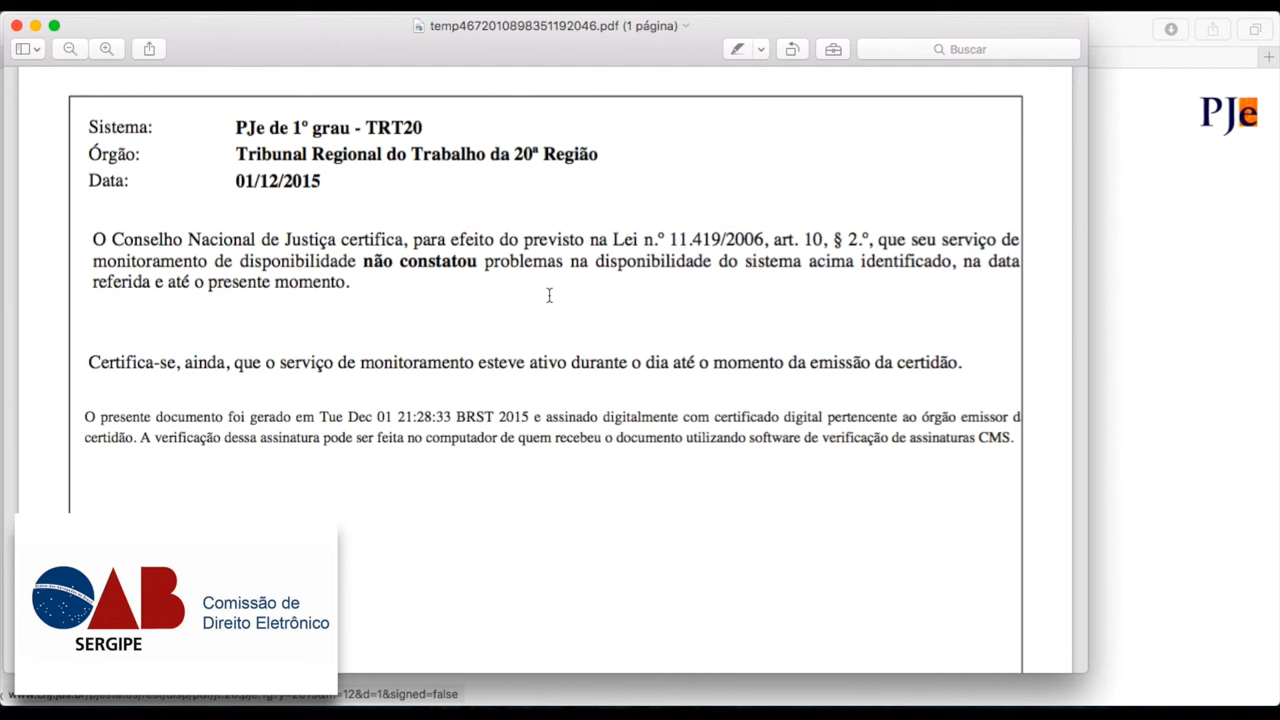 temp4672010898351192046.pdf (1 página)
Buscar
PJe
Sistema: PJe de 1º grau - TRT20
Órgão: Tribunal Regional do Trabalho da 20ª Região
Data: 01/12/2015
O Conselho Nacional de Justiça certifica, para efeito do previsto na Lei n.º 11.419/2006, art. 10, § 2.º, que seu serviço de
monitoramento de disponibilidade não constatou problemas na disponibilidade do sistema acima identificado, na data
referida e até o presente momento.
Certifica-se, ainda, que o serviço de monitoramento esteve ativo durante o dia até o momento da emissão da certidão.
O presente documento foi gerado em Tue Dec 01 21:28:33 BRST 2015 e assinado digitalmente com certificado digital pertencente ao órgão emissor d
certidão. A verificação dessa assinatura pode ser feita no computador de quem recebeu o documento utilizando software de verificação de assinaturas CMS.
OAB
SERGIPE
Comissão de
Direito Eletrônico
=12&d=1&signed=false